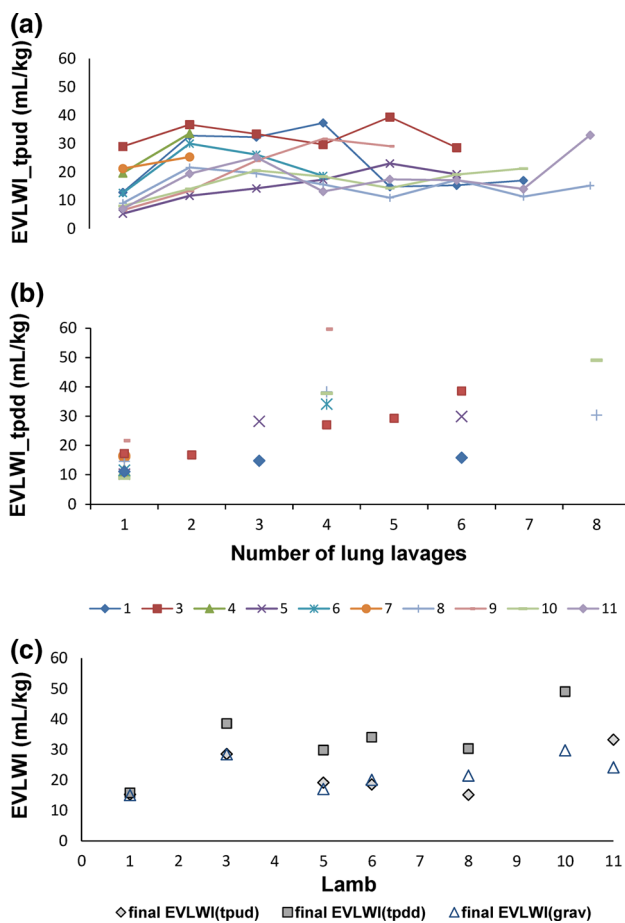 (a)
EVLWI_tpud (mL/kg)
60
50
40
30
20
10
0
(b)
EVLWI_tpdd (mL/kg)
60
50
40
30
20
10
0
1 2 3 4 5 6 7 8
Number of lung lavages
1 3 4 5 6 7 8 9 10 11
(c)
EVLWI (mL/kg)
60
50
40
30
20
10
0
0 1 2 3 4 5 6 7 8 9 10 11
Lamb
final EVLWI(tpud) final EVLWI(tpdd) final EVLWI(grav)